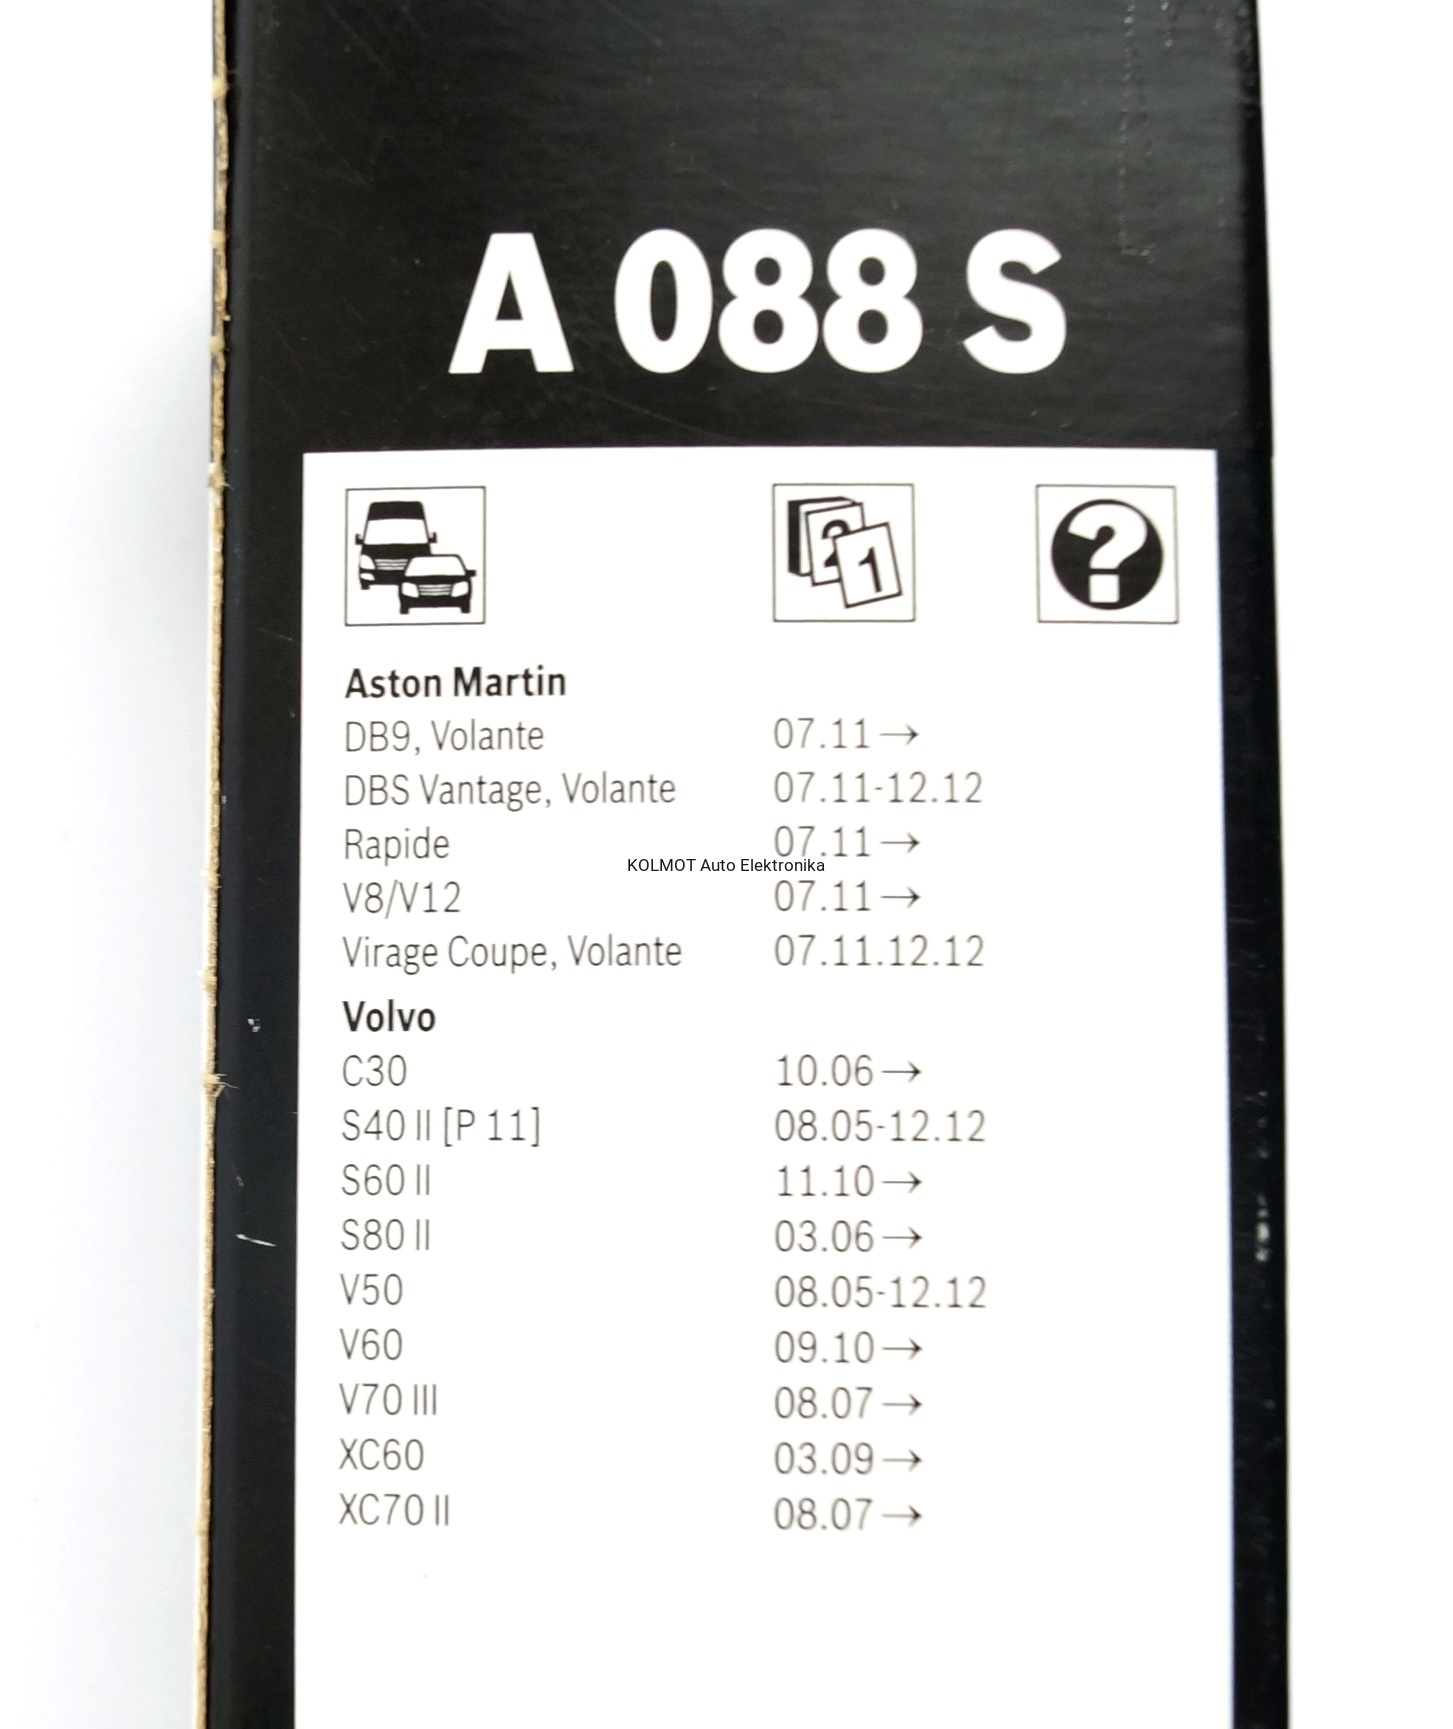 A 088 S
2 1
?
Aston Martin
DB9, Volante 07.11→
DBS Vantage, Volante 07.11-12.12
Rapide 07.11→
KOLMOT Auto Elektronika
V8/V12 07.11→
Virage Coupe, Volante 07.11.12.12
Volvo
C30 10.06→
S40 II [P 11] 08.05-12.12
S60 II 11.10→
S80 II 03.06→
V50 08.05-12.12
V60 09.10→
V70 III 08.07→
XC60 03.09→
XC70 II 08.07→